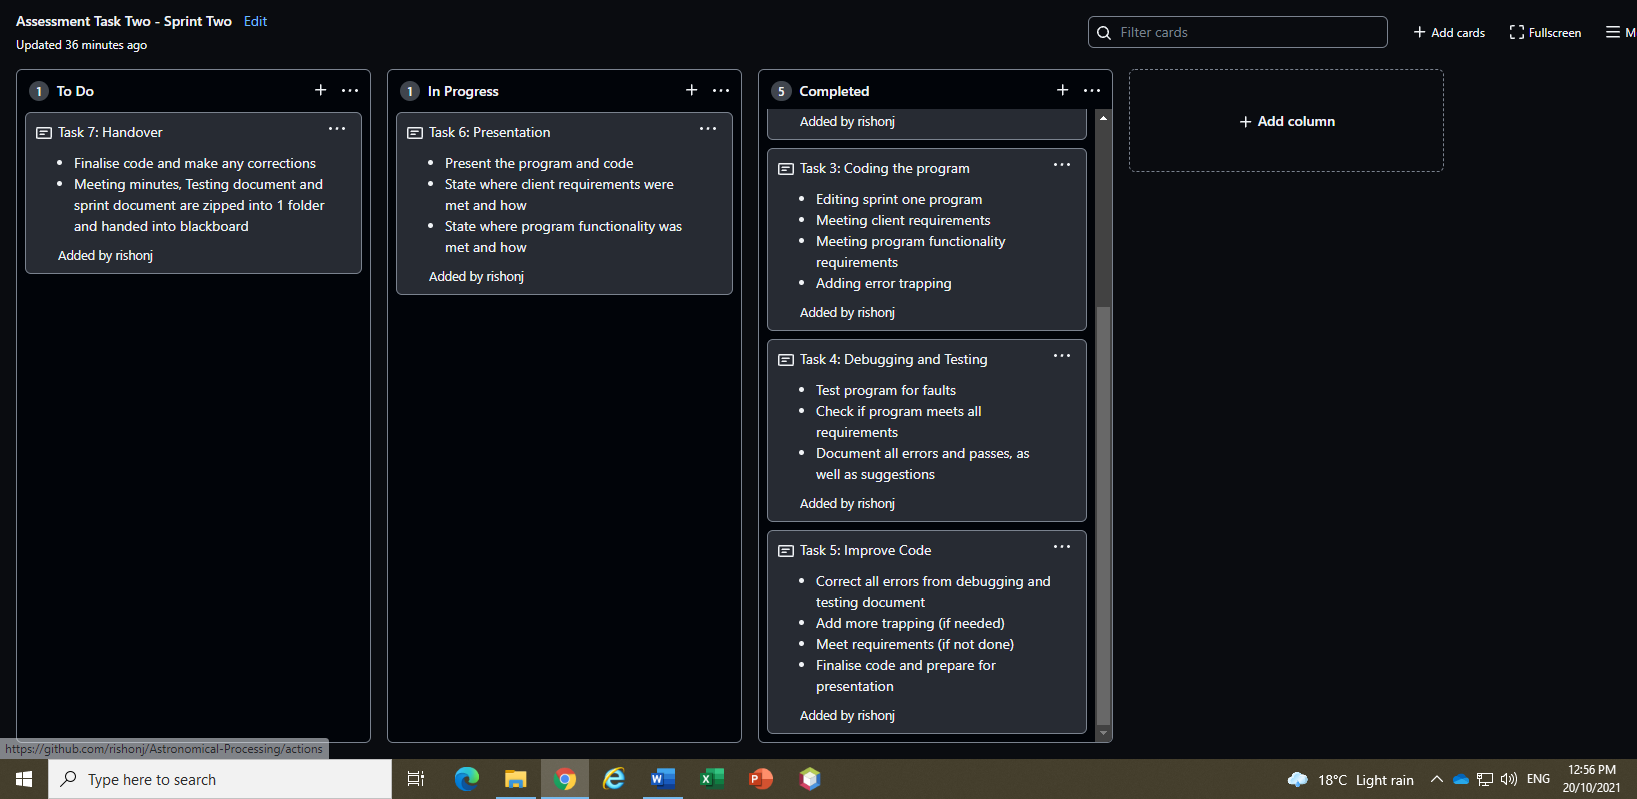 Assessment Task Two - Sprint Two Edit
Updated 36 minutes ago
Filter cards
Add cards
Fullscreen
M
1 To Do
Task 7: Handover
Finalise code and make any corrections
Meeting minutes, Testing document and
sprint document are zipped into 1 folder
and handed into blackboard
Added by rishonj
1 In Progress
Task 6: Presentation
Present the program and code
State where client requirements were
met and how
State where program functionality was
met and how
Added by rishonj
5 Completed
Added by rishonj
Task 3: Coding the program
Editing sprint one program
Meeting client requirements
Meeting program functionality
requirements
Adding error trapping
Added by rishonj
Task 4: Debugging and Testing
Test program for faults
Check if program meets all
requirements
Document all errors and passes, as
well as suggestions
Added by rishonj
Task 5: Improve Code
Correct all errors from debugging and
testing document
Add more trapping (if needed)
Meet requirements (if not done)
Finalise code and prepare for
presentation
Added by rishonj
Add column
https://github.com/rishonj/Astronomical-Processing/actions
Type here to search
18°C Light rain
ENG
12:56 PM
20/10/2021